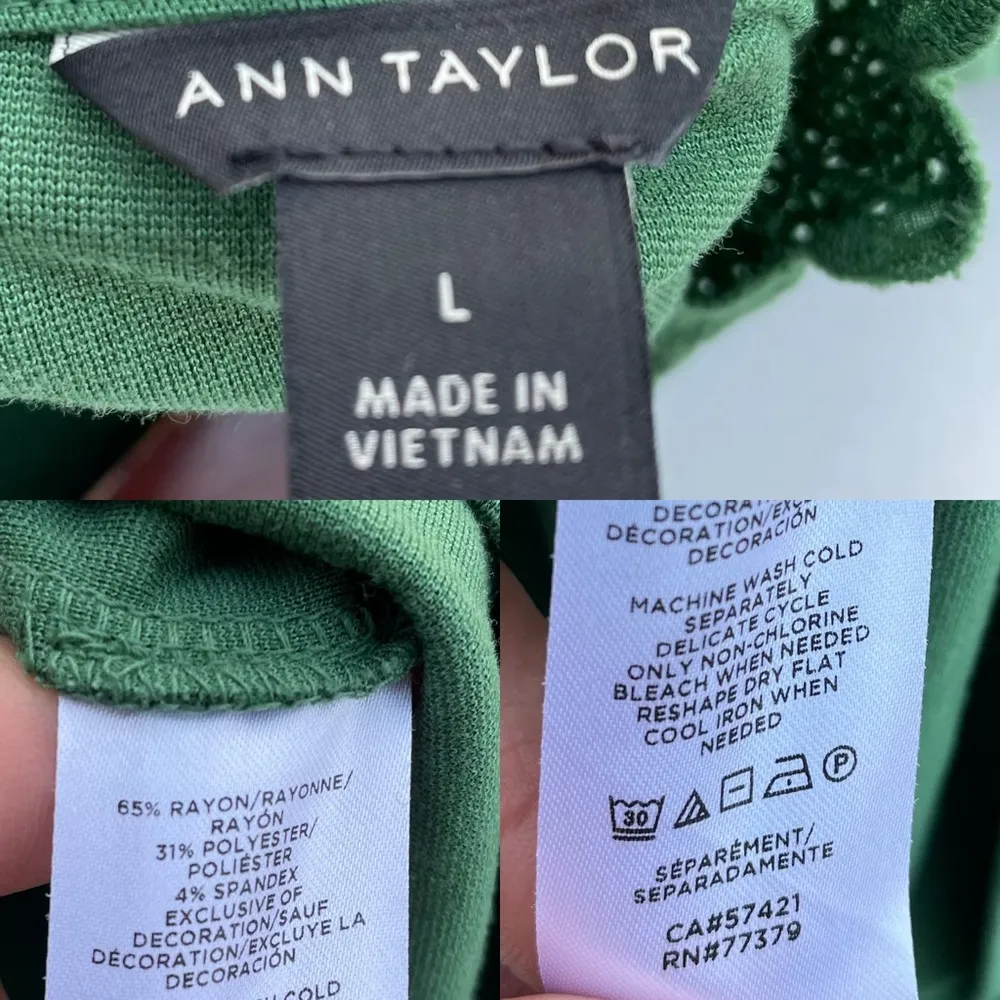 ANN TAYLOR
L
MADE IN
VIETNAM
65% RAYON/RAYONNE/
RAYÓN
31% POLYESTER/
POLIÉSTER
4% SPANDEX
EXCLUSIVE OF
DECORATION/SAUF
DÉCORATION/EXCLUYE LA
DECORACIÓN
COLD
DÉCORATION/
DECORACIÓN
MACHINE WASH COLD
SEPARATELY
DELICATE CYCLE
ONLY NON-CHLORINE
BLEACH WHEN NEEDED
RESHAPE DRY FLAT
COOL IRON WHEN
NEEDED
30 P
SÉPARÉMENT/
SEPARADAMENTE
CA#57421
RN#77379